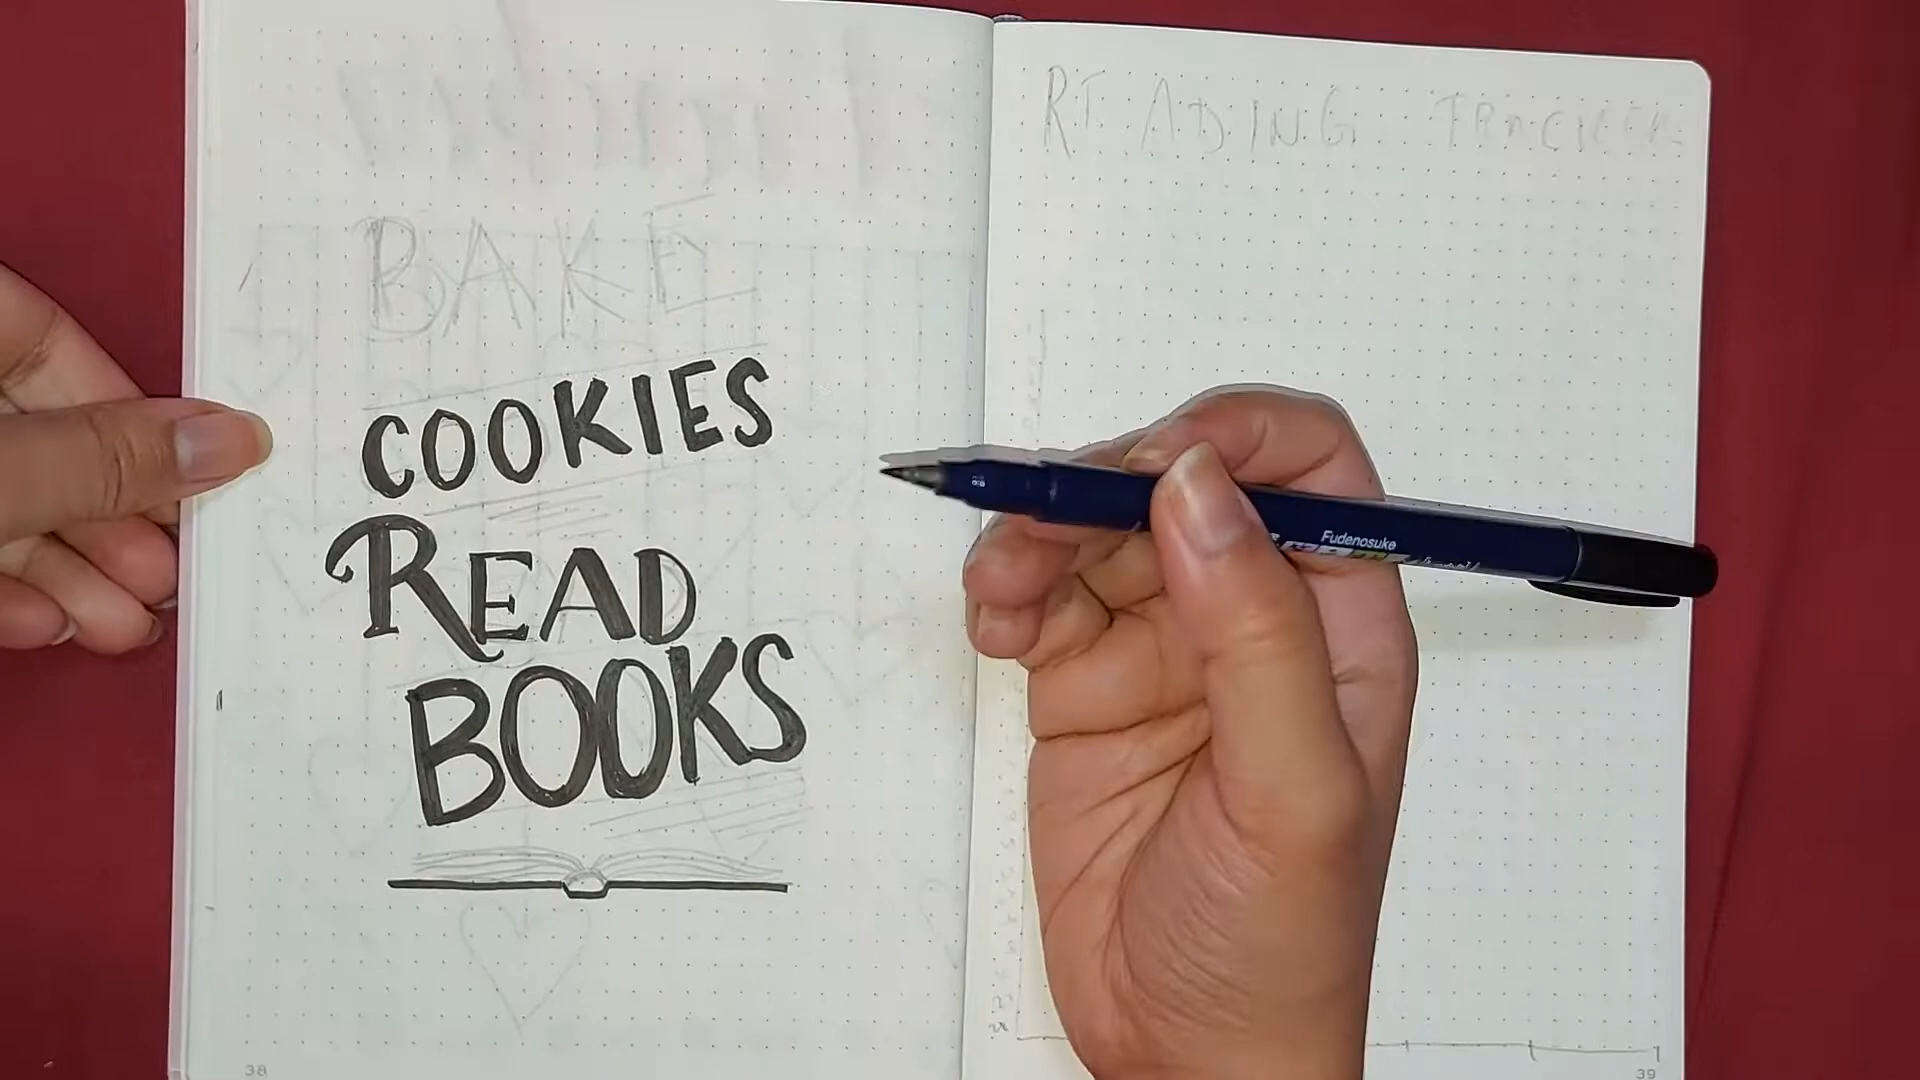 BAKE
COOKIES
READ
BOOKS
38
READING TRACKER
Fudenosuke
39